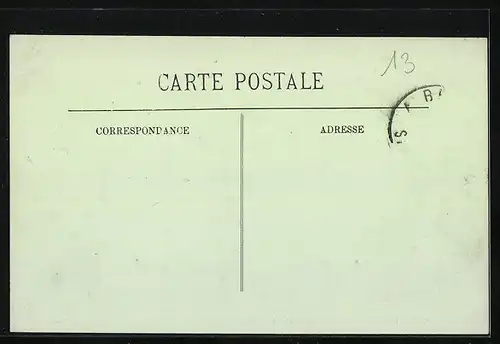 13
CARTE POSTALE
CORRESPONDANCE
ADRESSE